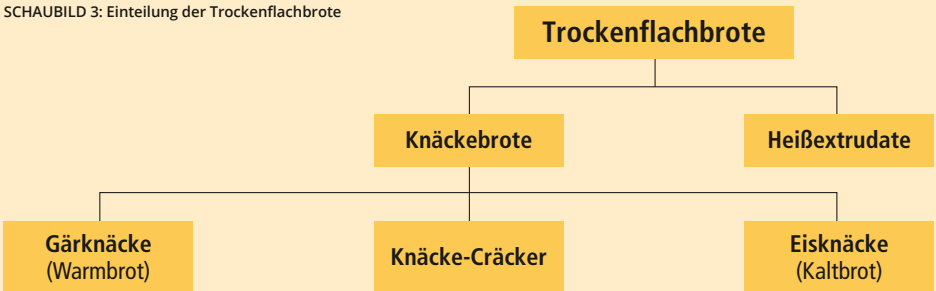 SCHAUBILD 3: Einteilung der Trockenflachbrote
Trockenflachbrote
Knäckebrote
Heißextrudate
Gärknäcke
(Warmbrot)
Knäcke-Cräcker
Eisknäcke
(Kaltbrot)